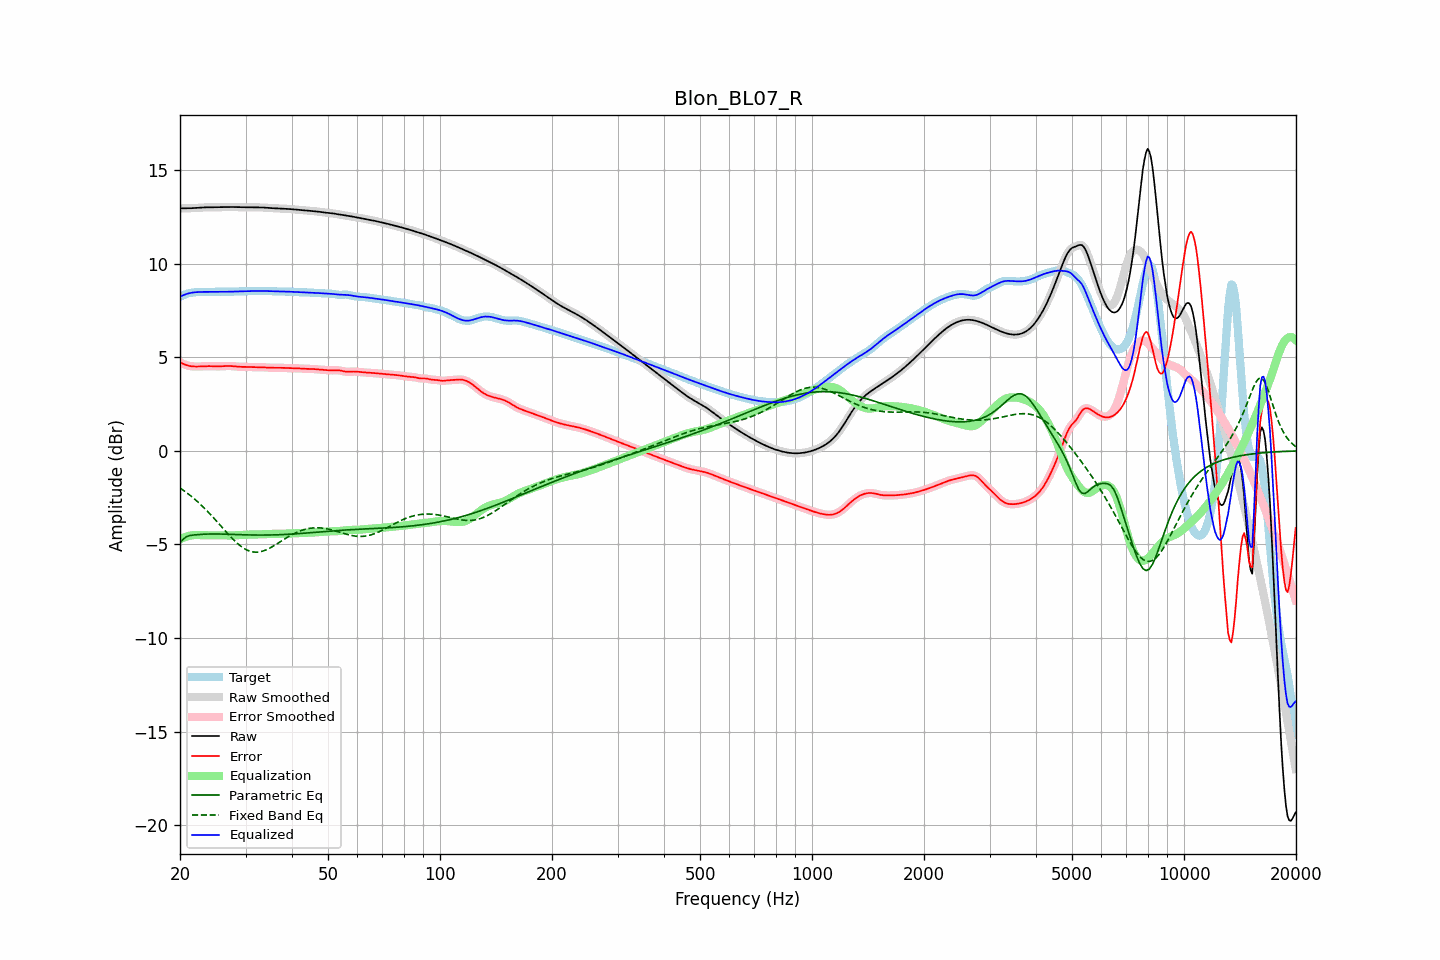 Blon_BL07_R
Amplitude (dBr)
15
10
5
0
−5
−10
−15
−20
Target
Raw Smoothed
Error Smoothed
Raw
Error
Equalization
Parametric Eq
Fixed Band Eq
Equalized
20 50 100 200 500 1000 2000 5000 10000 20000
Frequency (Hz)